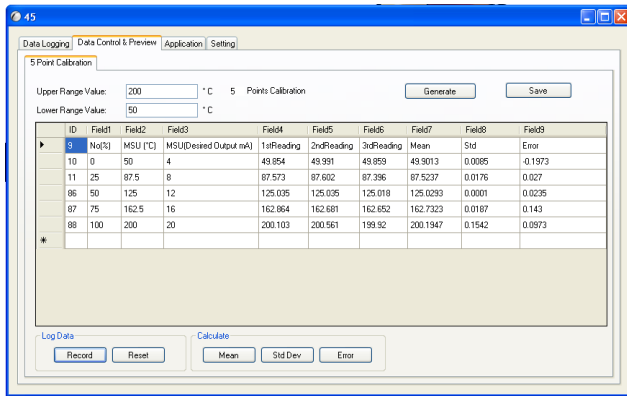 45
Data Logging Data Control & Preview Application Setting
5 Point Calibration
Upper Range Value: 200 ° C 5 Points Calibration Generate Save
Lower Range Value: 50 ° C
ID Field1 Field2 Field3 Field4 Field5 Field6 Field7 Field8 Field9
9 No(%) MSU (°C) MSU(Desired Output mA) 1stReading 2ndReading 3rdReading Mean Std Error
10 0 50 4 49.854 49.991 49.859 49.9013 0.0085 -0.1973
11 25 87.5 8 87.573 87.602 87.396 87.5237 0.0176 0.027
86 50 125 12 125.035 125.035 125.018 125.0293 0.0001 0.0235
87 75 162.5 16 162.864 162.681 162.652 162.7323 0.0187 0.143
88 100 200 20 200.103 200.561 199.92 200.1947 0.1542 0.0973
Log Data Calculate
Record Reset Mean Std Dev Error